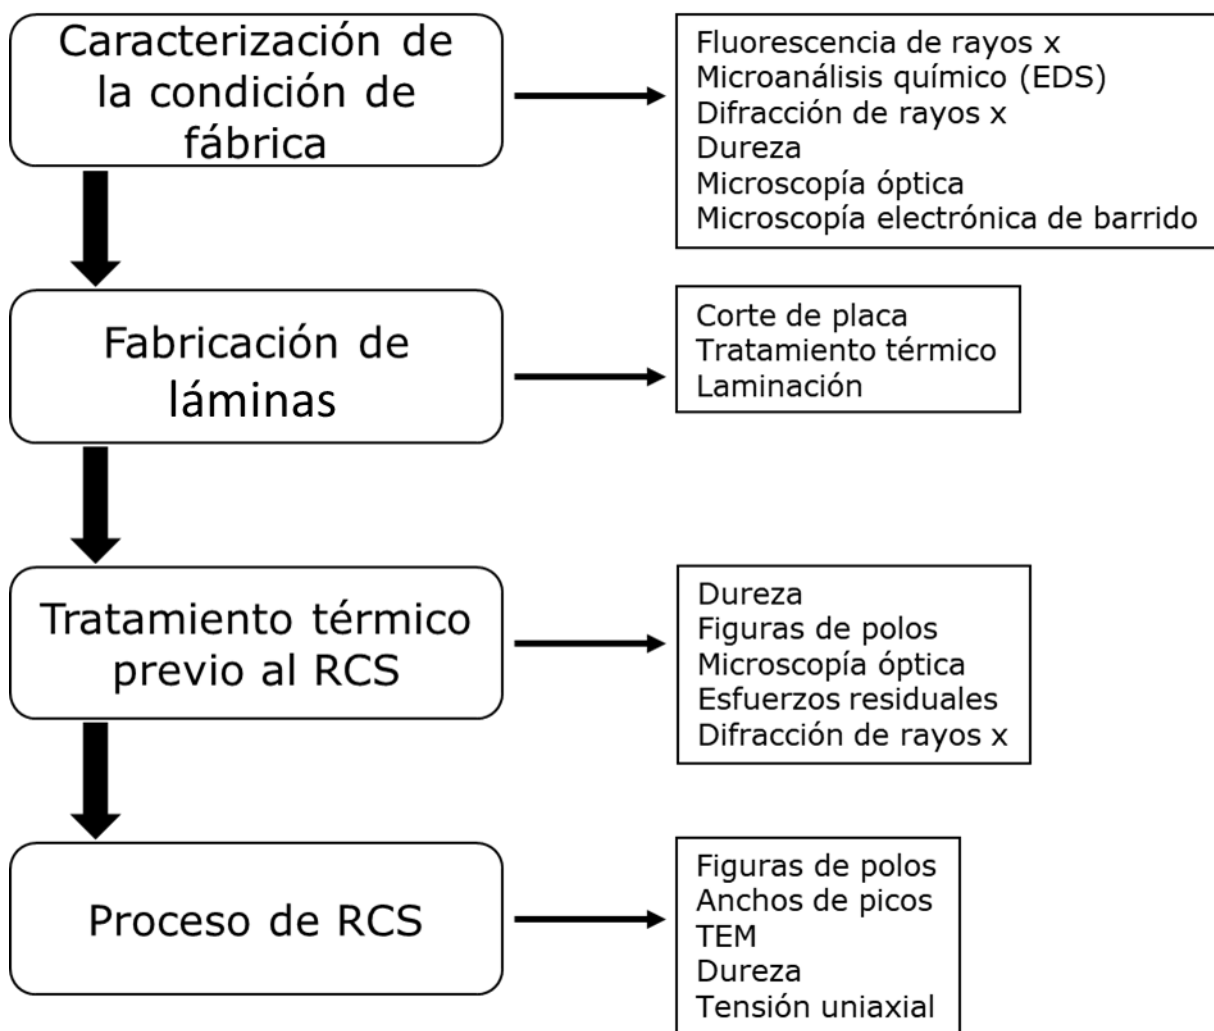 Caracterización de
la condición de
fábrica
Fluorescencia de rayos x
Microanálisis químico (EDS)
Difracción de rayos x
Dureza
Microscopía óptica
Microscopía electrónica de barrido
Fabricación de
láminas
Corte de placa
Tratamiento térmico
Laminación
Tratamiento térmico
previo al RCS
Dureza
Figuras de polos
Microscopía óptica
Esfuerzos residuales
Difracción de rayos x
Proceso de RCS
Figuras de polos
Anchos de picos
TEM
Dureza
Tensión uniaxial